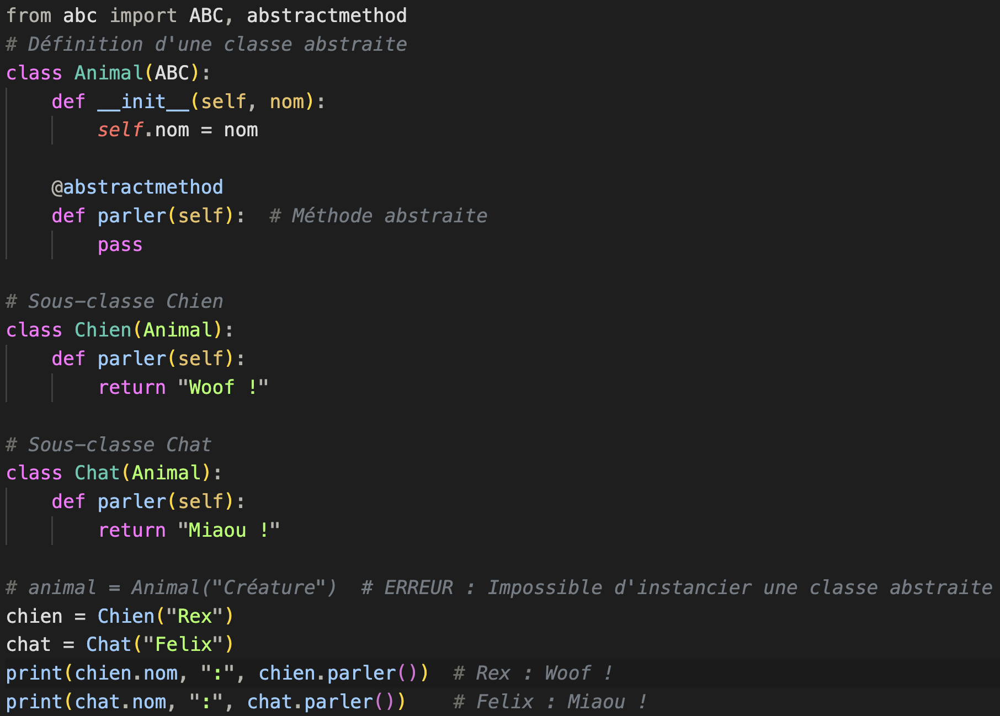 from abc import ABC, abstractmethod
# Définition d'une classe abstraite
class Animal(ABC):
    def __init__(self, nom):
        self.nom = nom

    @abstractmethod
    def parler(self):  # Méthode abstraite
        pass

# Sous-classe Chien
class Chien(Animal):
    def parler(self):
        return "Woof !"

# Sous-classe Chat
class Chat(Animal):
    def parler(self):
        return "Miaou !"

# animal = Animal("Créature")  # ERREUR : Impossible d'instancier une classe abstraite
chien = Chien("Rex")
chat = Chat("Felix")
print(chien.nom, ":", chien.parler())  # Rex : Woof !
print(chat.nom, ":", chat.parler())    # Felix : Miaou !